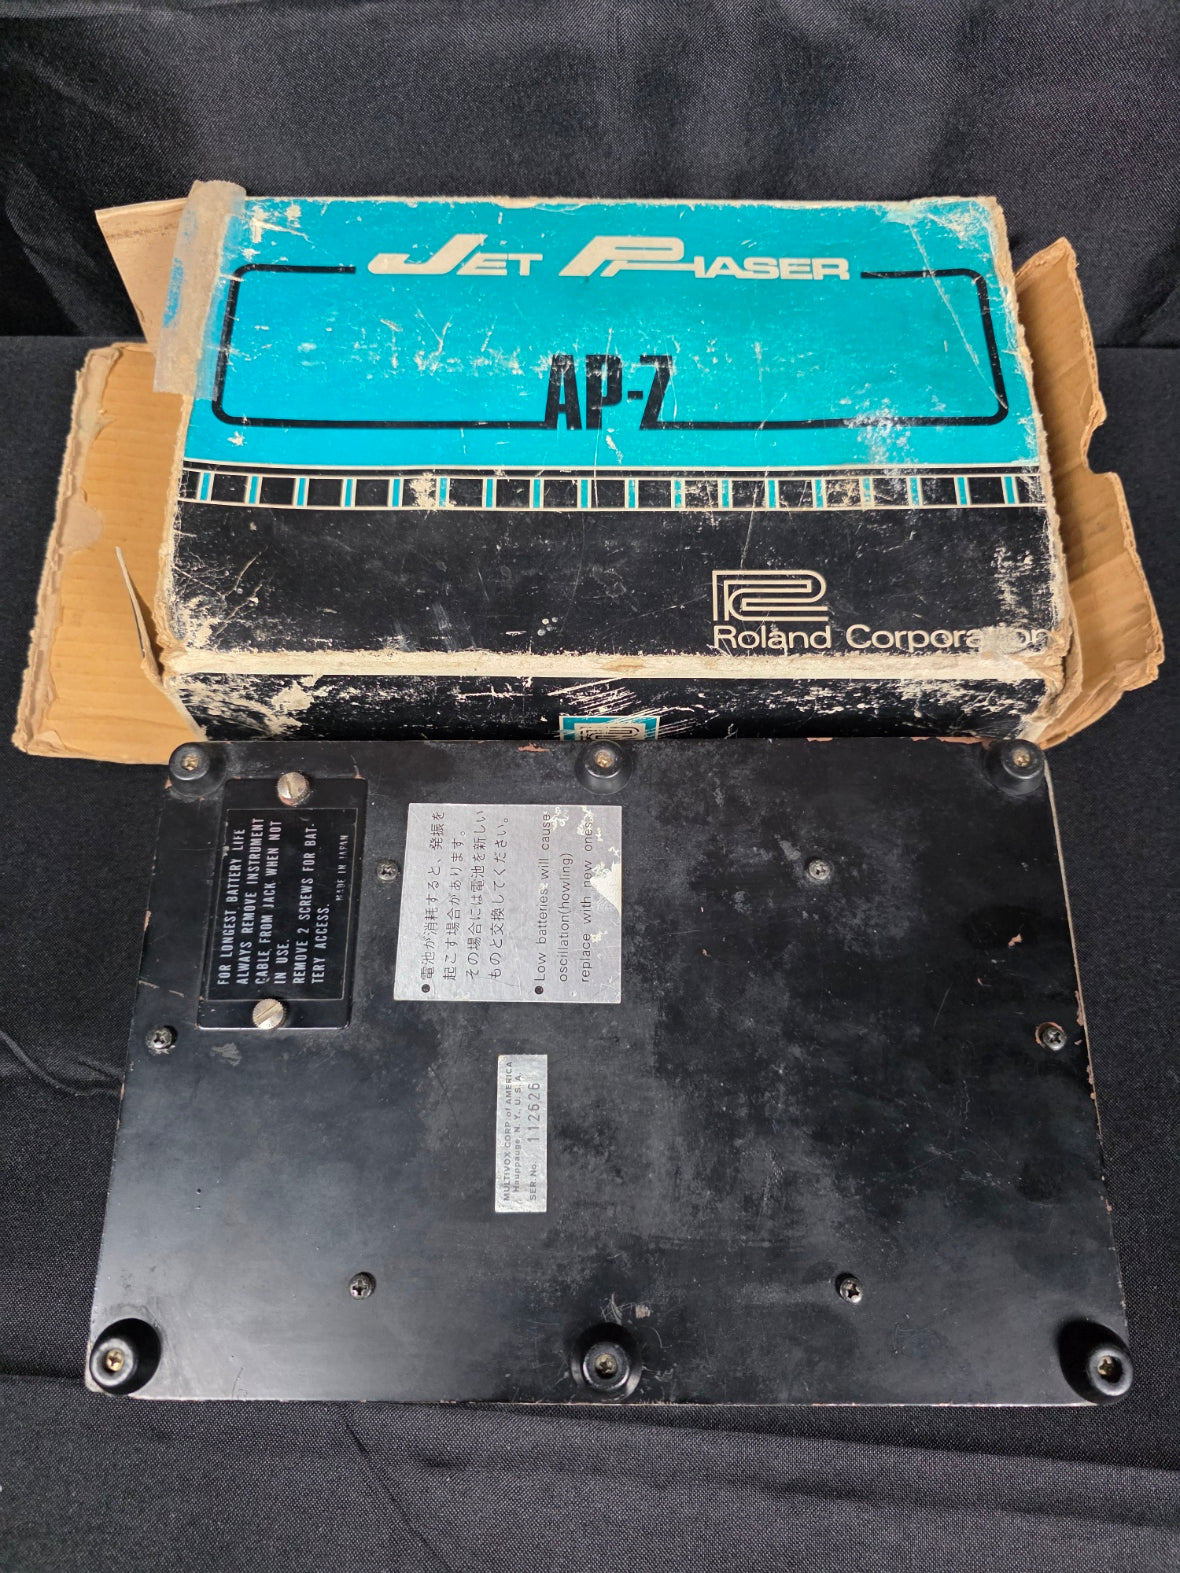 JET PHASER
AP-7
Roland Corporation
FOR LONGEST BATTERY LIFE
ALWAYS REMOVE INSTRUMENT
CABLE FROM JACK WHEN NOT
IN USE.
REMOVE 2 SCREWS FOR BAT-
TERY ACCESS.
MADE IN JAPAN
●電池が消耗すると、発振を
起こす場合があります。
その場合には電池を新しい
ものと交換してください。
●Low batteriess will cause
oscillation(howling)
replace with new ones.
MULTIVOX CORP. of AMERICA
Hauppauge, N. Y., U. S. A.
SER. No. 112626